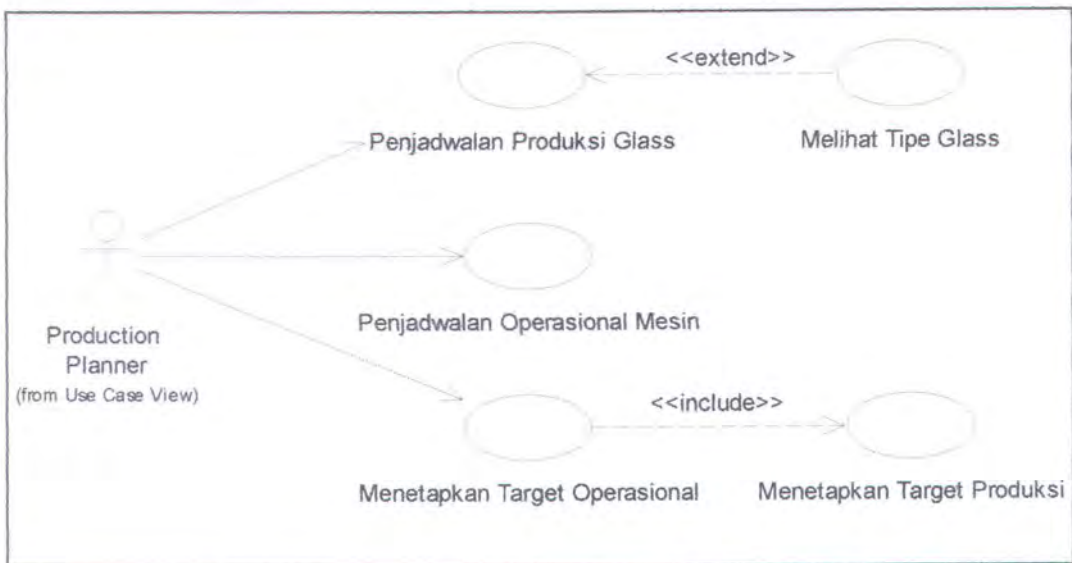 <<extend>>
Penjadwalan Produksi Glass
Melihat Tipe Glass
Penjadwalan Operasional Mesin
Production
Planner
(from Use Case View)
<<include>>
Menetapkan Target Operasional
Menetapkan Target Produksi